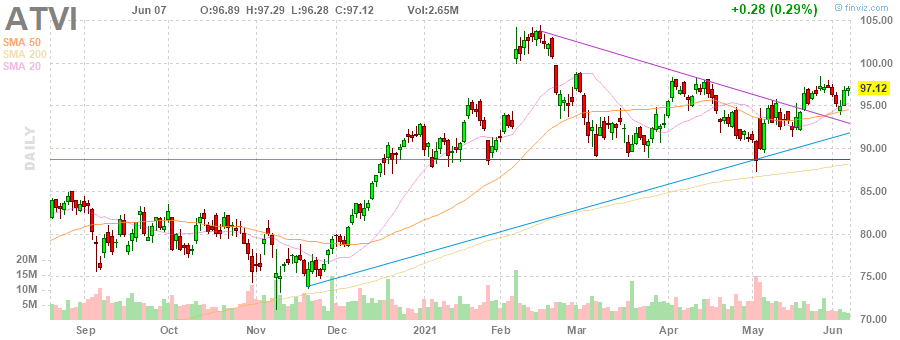 ATVI Jun 07 O:96.89 H:97.29 L:96.28 C:97.12 Vol:2.65M +0.28 (0.29%) © finviz.com
SMA 50
SMA 200
SMA 20
DAILY
105.00
100.00
97.12
95.00
90.00
85.00
80.00
75.00
70.00
20M
15M
10M
5M
Sep Oct Nov Dec 2021 Feb Mar Apr May Jun